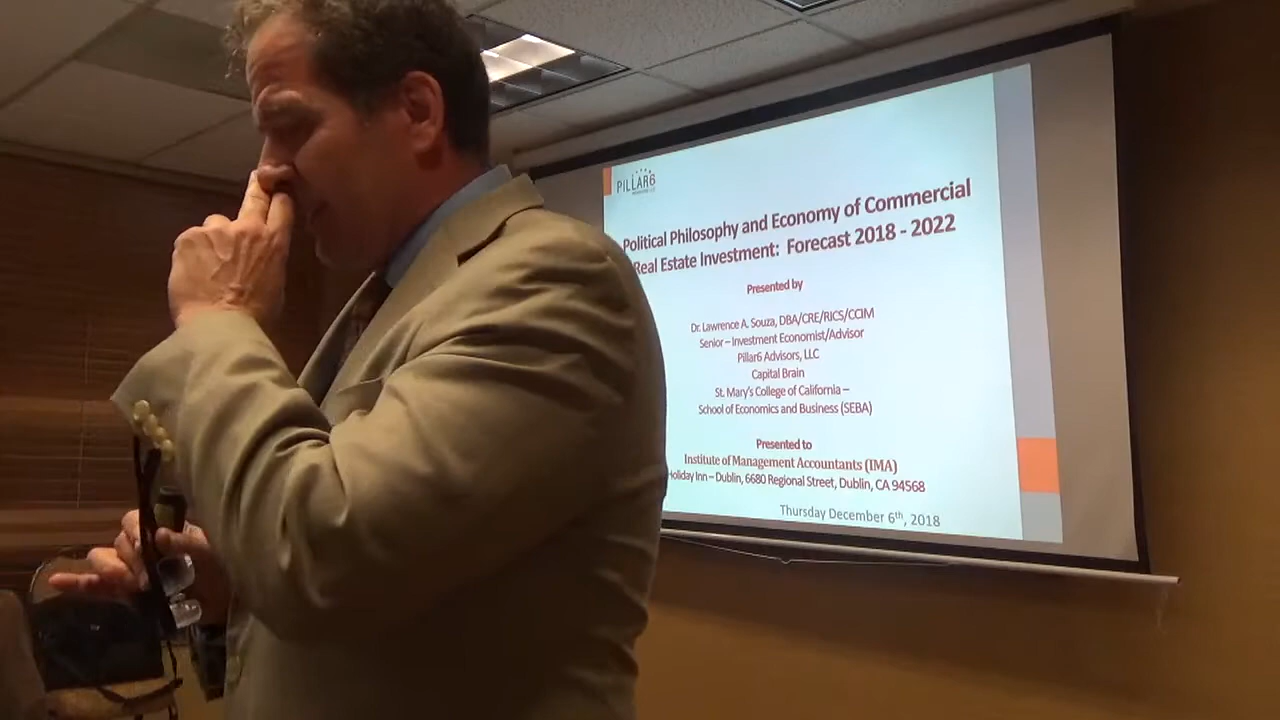 PILLAR6
Political Philosophy and Economy of Commercial
Real Estate Investment: Forecast 2018 - 2022
Presented by
Dr. Lawrence A. Souza, DBA/CRE/RICS/CCIM
Senior – Investment Economist/Advisor
Pillar6 Advisors, LLC
Capital Brain
St. Mary's College of California –
School of Economics and Business (SEBA)
Presented to
Institute of Management Accountants (IMA)
Holiday Inn – Dublin, 6680 Regional Street, Dublin, CA 94568
Thursday December 6th, 2018